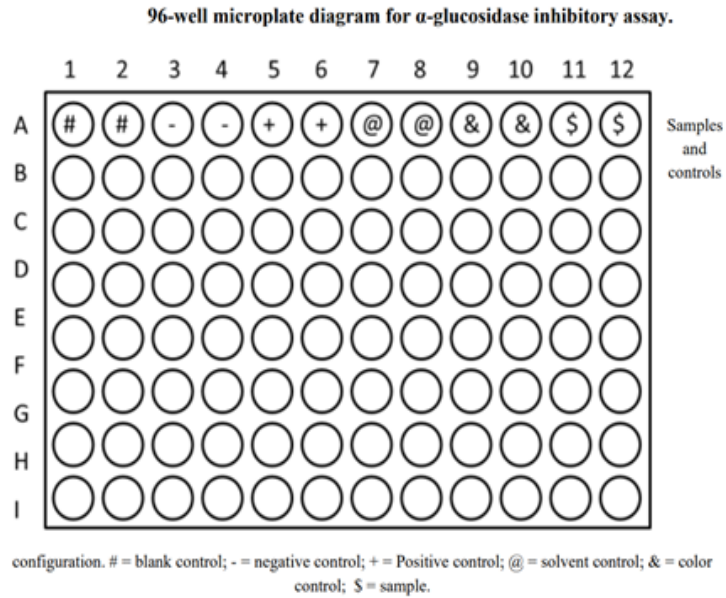 96-well microplate diagram for α-glucosidase inhibitory assay.
1 2 3 4 5 6 7 8 9 10 11 12
A # # - - + + @ @ & & $ $
Samples
and
controls
B
C
D
E
F
G
H
I
configuration. # = blank control; - = negative control; + = Positive control; @ = solvent control; & = color
control; $ = sample.